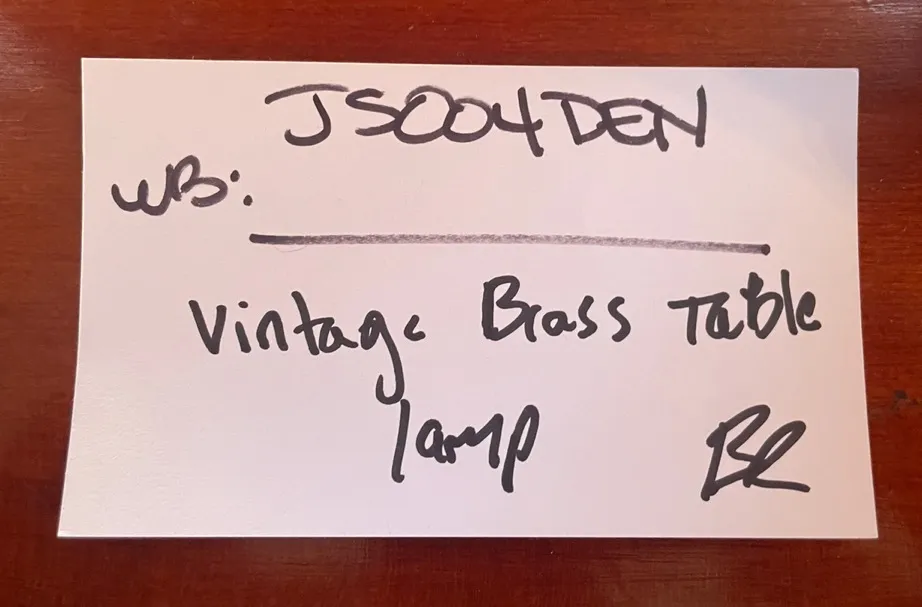 JS004DEN
WB:
Vintage Brass Table
lamp
BR